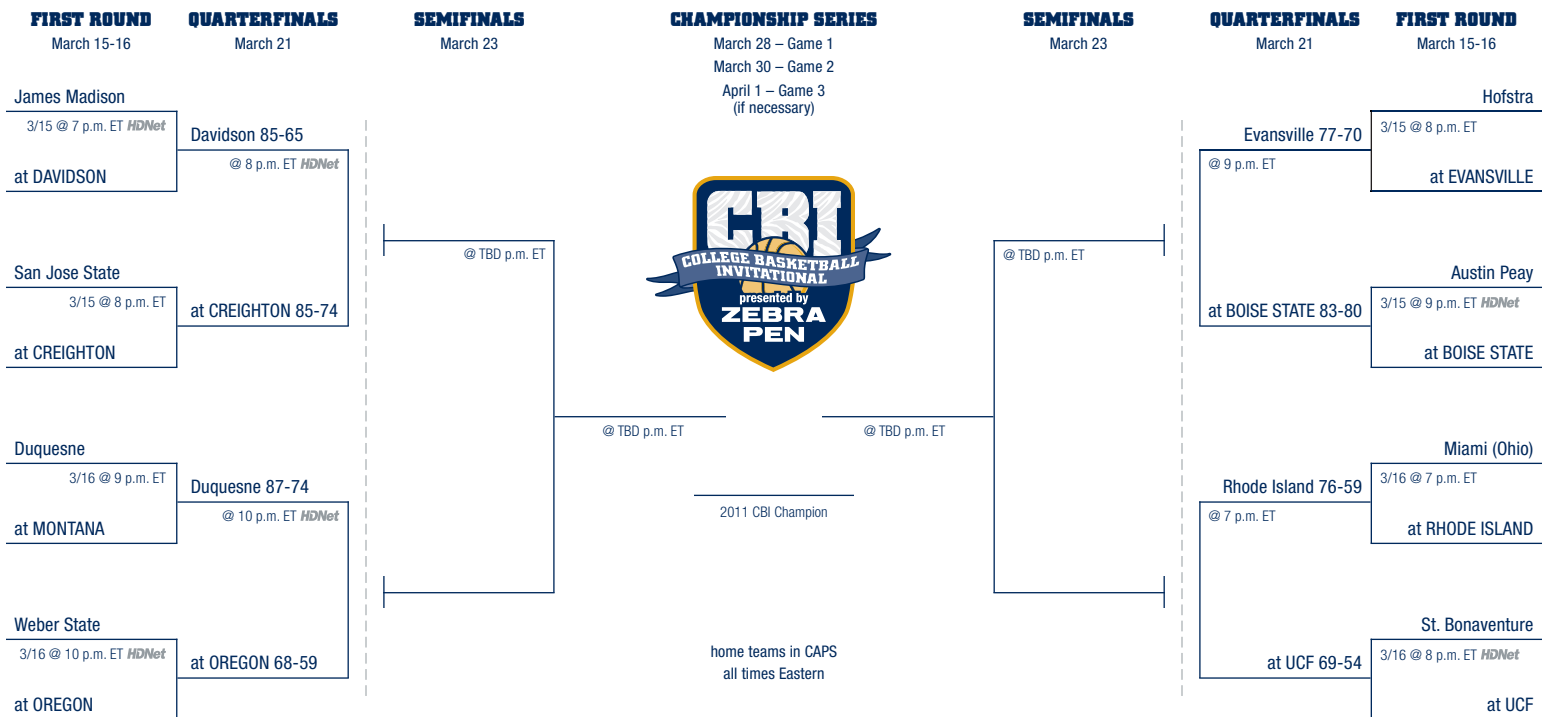 FIRST ROUND
March 15-16
QUARTERFINALS
March 21
SEMIFINALS
March 23
CHAMPIONSHIP SERIES
March 28 – Game 1
March 30 – Game 2
April 1 – Game 3
(if necessary)
SEMIFINALS
March 23
QUARTERFINALS
March 21
FIRST ROUND
March 15-16
James Madison
3/15 @ 7 p.m. ET HDNet
at DAVIDSON
Davidson 85-65
@ 8 p.m. ET HDNet
San Jose State
3/15 @ 8 p.m. ET
at CREIGHTON
at CREIGHTON 85-74
Duquesne
3/16 @ 9 p.m. ET
at MONTANA
Duquesne 87-74
@ 10 p.m. ET HDNet
Weber State
3/16 @ 10 p.m. ET HDNet
at OREGON
at OREGON 68-59
@ TBD p.m. ET
@ TBD p.m. ET
CBI
COLLEGE BASKETBALL
INVITATIONAL
presented by
ZEBRA
PEN
2011 CBI Champion
home teams in CAPS
all times Eastern
@ TBD p.m. ET
@ TBD p.m. ET
Evansville 77-70
@ 9 p.m. ET
at BOISE STATE 83-80
Rhode Island 76-59
@ 7 p.m. ET
at UCF 69-54
Hofstra
3/15 @ 8 p.m. ET
at EVANSVILLE
Austin Peay
3/15 @ 9 p.m. ET HDNet
at BOISE STATE
Miami (Ohio)
3/16 @ 7 p.m. ET
at RHODE ISLAND
St. Bonaventure
3/16 @ 8 p.m. ET HDNet
at UCF